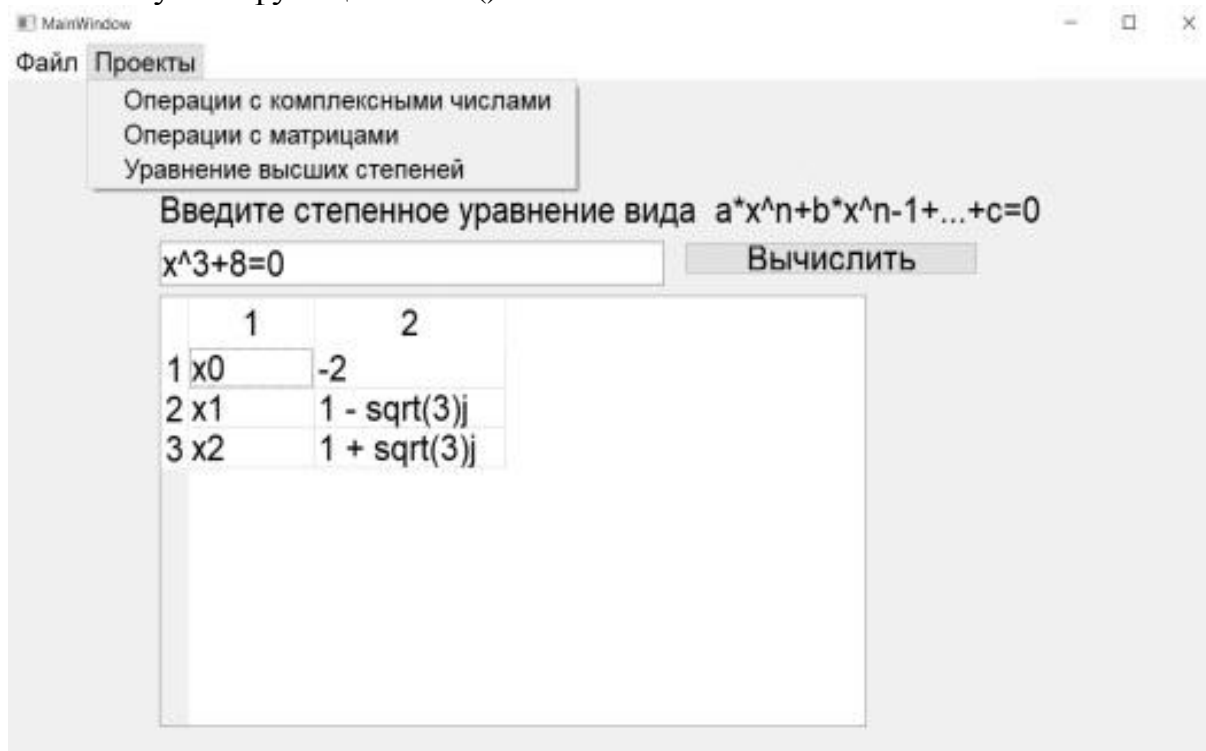 MainWindow
Файл Проекты
Операции с комплексными числами
Операции с матрицами
Уравнение высших степеней
Введите степенное уравнение вида a*x^n+b*x^n-1+...+c=0
x^3+8=0 Вычислить
1 2
1 x0 -2
2 x1 1 - sqrt(3)j
3 x2 1 + sqrt(3)j